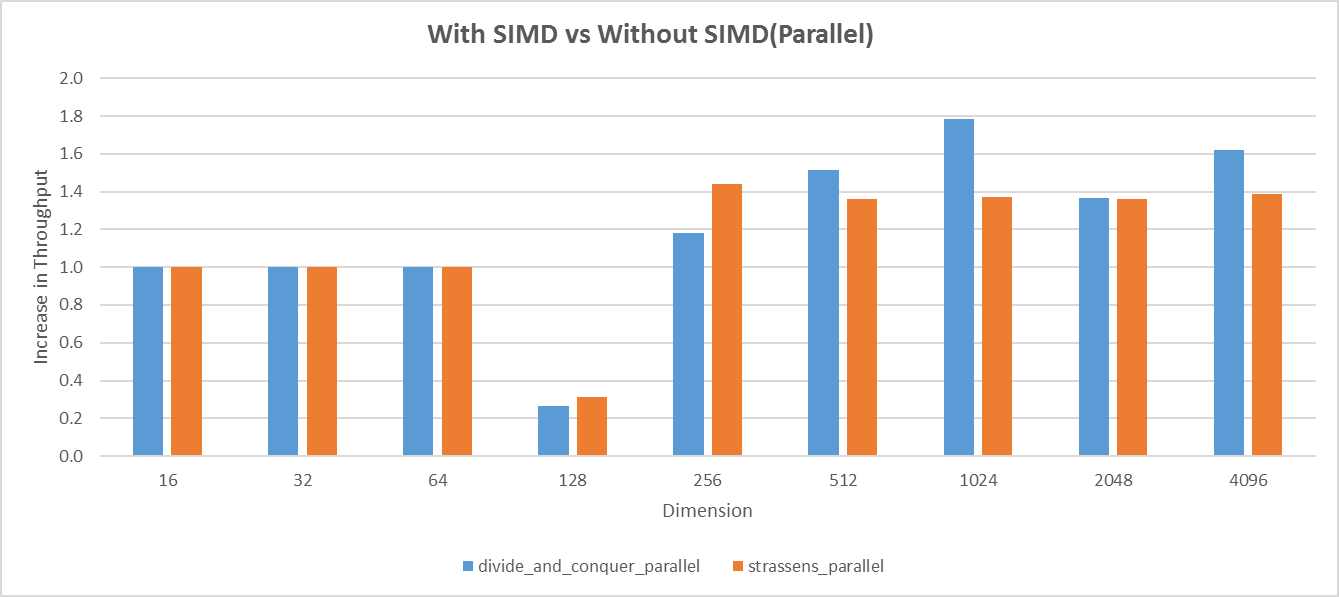 With SIMD vs Without SIMD(Parallel)
2.0
1.8
1.6
1.4
1.2
1.0
0.8
0.6
0.4
0.2
0.0
Increase in Throughput
16 32 64 128 256 512 1024 2048 4096
Dimension
divide_and_conquer_parallel strassens_parallel